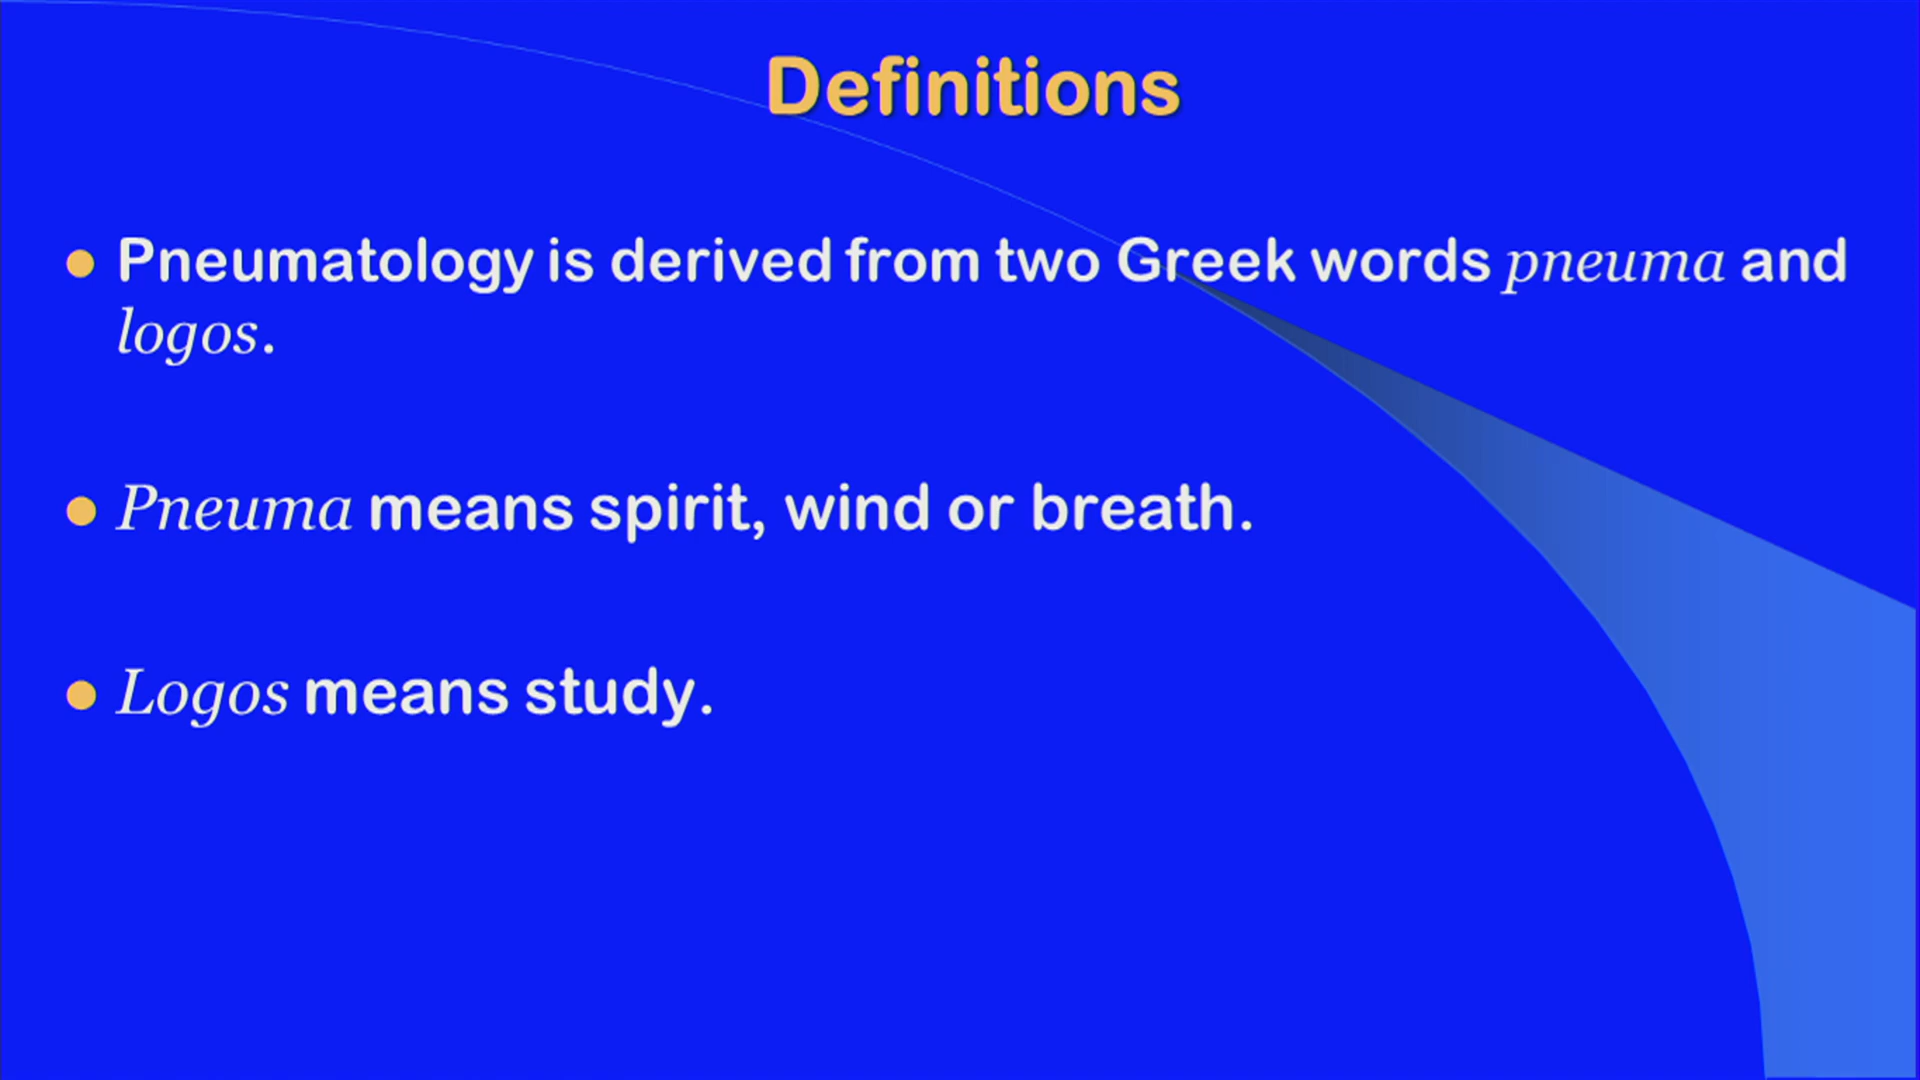 Definitions
Pneumatology is derived from two Greek words pneuma and
logos.
Pneuma means spirit, wind or breath.
Logos means study.